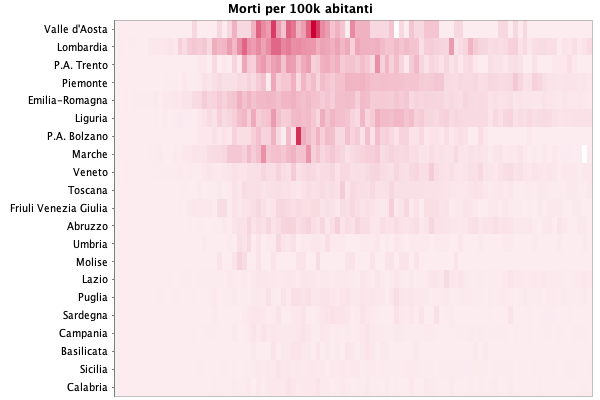 Morti per 100k abitanti
Valle d'Aosta
Lombardia
P.A. Trento
Piemonte
Emilia-Romagna
Liguria
P.A. Bolzano
Marche
Veneto
Toscana
Friuli Venezia Giulia
Abruzzo
Umbria
Molise
Lazio
Puglia
Sardegna
Campania
Basilicata
Sicilia
Calabria